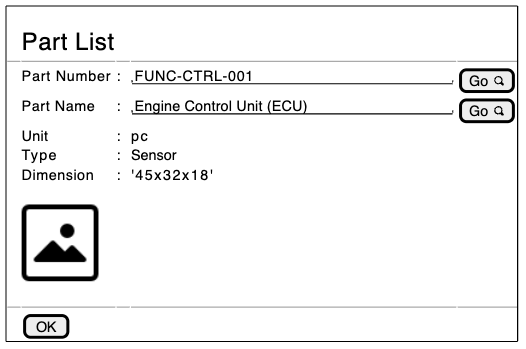 Part List
Part Number : FUNC-CTRL-001 Go
Part Name : Engine Control Unit (ECU) Go
Unit : pc
Type : Sensor
Dimension : '45x32x18'
OK